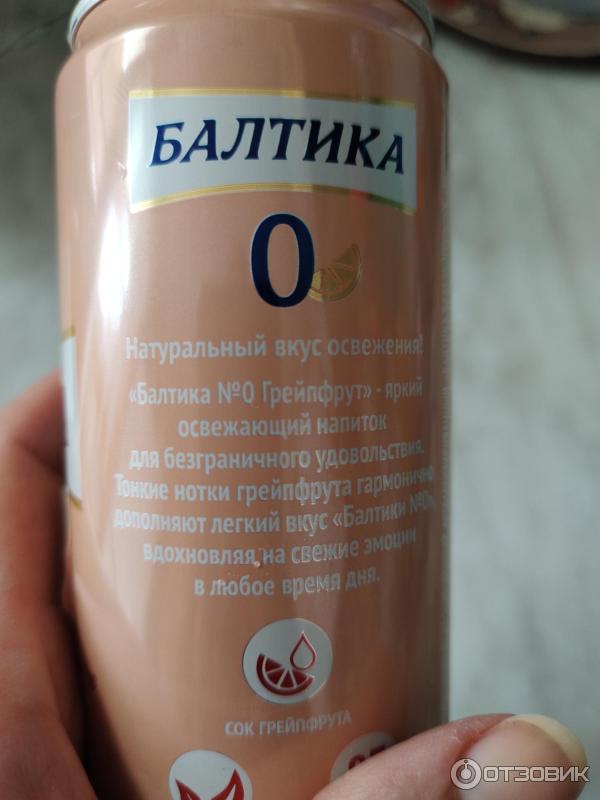 БАЛТИКА
0
Натуральный вкус освежения!
«Балтика №0 Грейпфрут» - яркий
освежающий напиток
для безграничного удовольствия.
Тонкие нотки грейпфрута гармонично
дополняют легкий вкус «Балтики №0»,
вдохновляя на свежие эмоции
в любое время дня.
СОК ГРЕЙПФРУТА
ОТЗОВИК